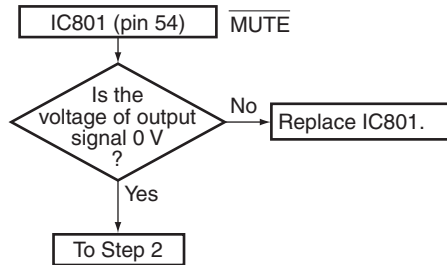 IC801 (pin 54)
MUTE
Is the
voltage of output
signal 0 V
?
No
Replace IC801.
Yes
To Step 2